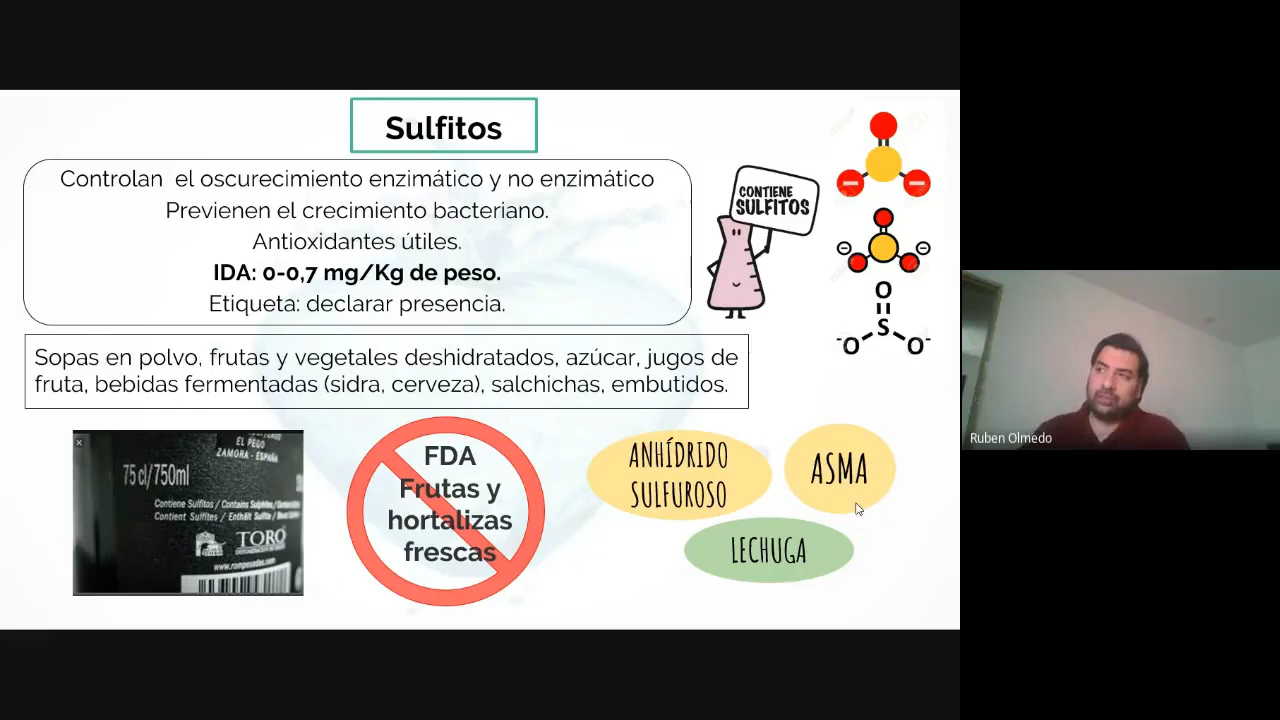 Sulfitos
Controlan el oscurecimiento enzimático y no enzimático
Previenen el crecimiento bacteriano.
Antioxidantes útiles.
IDA: 0-0,7 mg/Kg de peso.
Etiqueta: declarar presencia.
CONTIENE
SULFITOS
O
S
-O O-
Sopas en polvo, frutas y vegetales deshidratados, azúcar, jugos de
fruta, bebidas fermentadas (sidra, cerveza), salchichas, embutidos.
EL PEGO
ZAMORA - ESPAÑA
75 cl/750ml
Contiene Sulfitos / Contains Sulphites /
Contient Sulfites / Enthält Sulfite /
TORO
www.rompesedas.com
FDA
Frutas y
hortalizas
frescas
ANHÍDRIDO
SULFUROSO
ASMA
LECHUGA
Ruben Olmedo